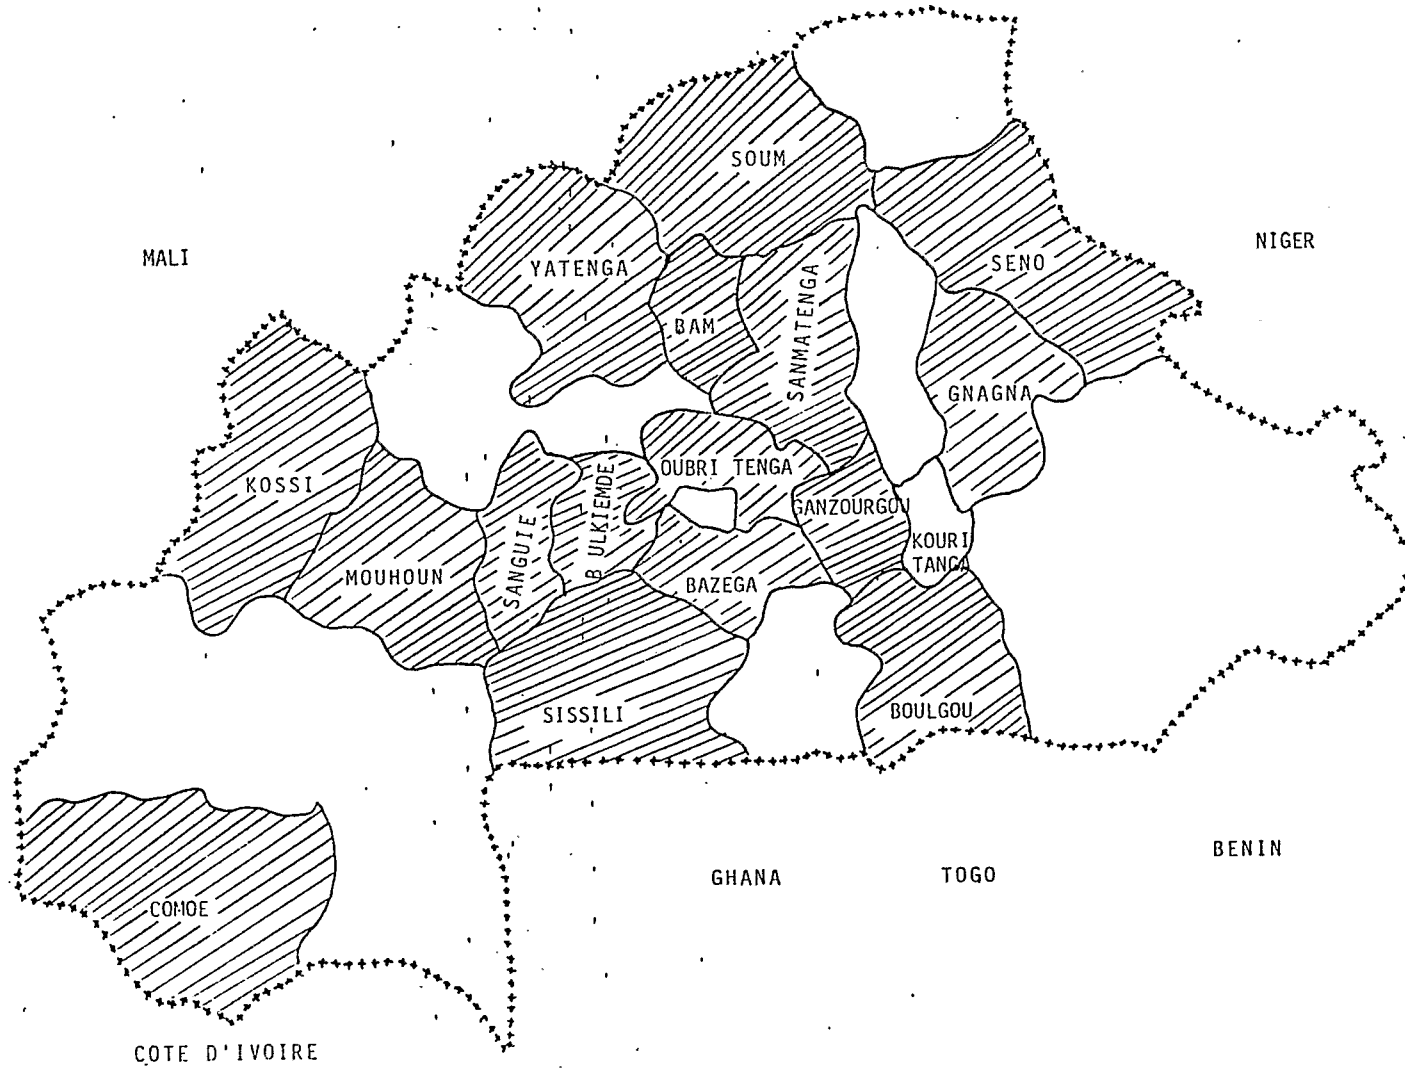 SOUM
MALI
NIGER
YATENGA
SENO
BAM
SANMATENGA
GNAGNA
KOSSI
OUBRI TENGA
BULKIEMDE
GANZOURGOU
KOURI
TANGA
MOUHOUN
SANGUIE
BAZEGA
SISSILI
BOULGOU
BENIN
GHANA
TOGO
COMOE
COTE D'IVOIRE